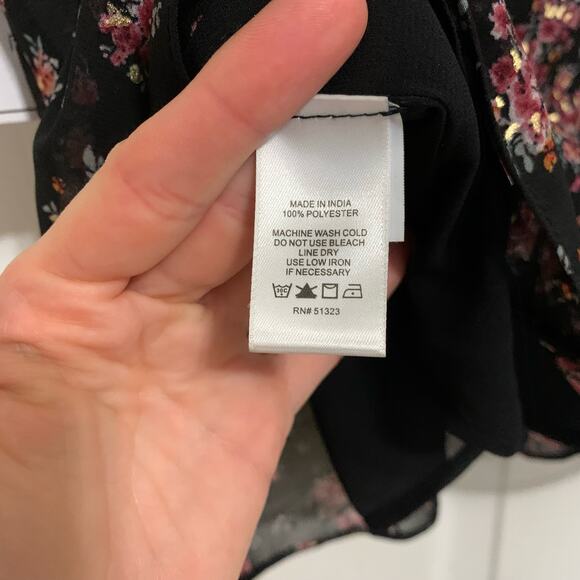 MADE IN INDIA
100% POLYESTER
MACHINE WASH COLD
DO NOT USE BLEACH
LINE DRY
USE LOW IRON
IF NECESSARY
30C
RN# 51323